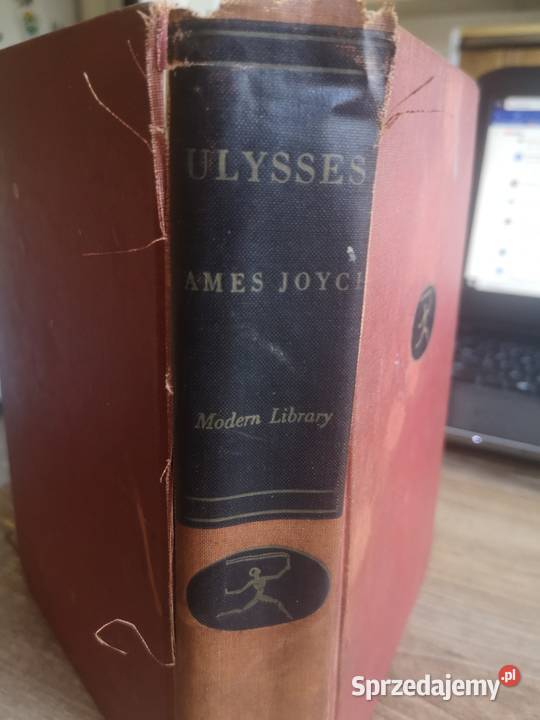 ULYSSES
AMES JOYC
Modern Library
Sprzedajemy.pl